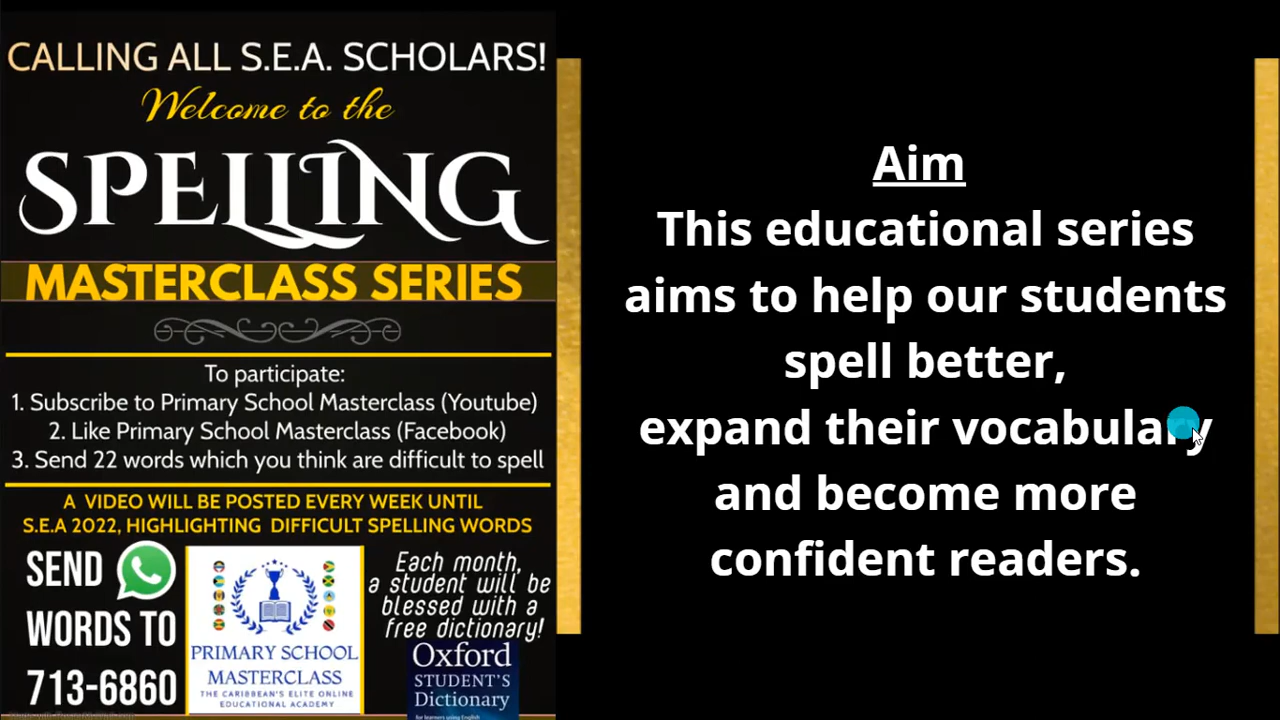 CALLING ALL S.E.A. SCHOLARS!
Welcome to the
SPELLING
MASTERCLASS SERIES
To participate:
1. Subscribe to Primary School Masterclass (Youtube)
2. Like Primary School Masterclass (Facebook)
3. Send 22 words which you think are difficult to spell
A VIDEO WILL BE POSTED EVERY WEEK UNTIL
S.E.A 2022, HIGHLIGHTING DIFFICULT SPELLING WORDS
SEND
WORDS TO
713-6860
PRIMARY SCHOOL
MASTERCLASS
THE CARIBBEAN'S ELITE ONLINE
EDUCATIONAL ACADEMY
Each month,
a student will be
blessed with a
free dictionary!
Oxford
STUDENT'S
Dictionary
for learners using English
Aim
This educational series
aims to help our students
spell better,
expand their vocabulary
and become more
confident readers.